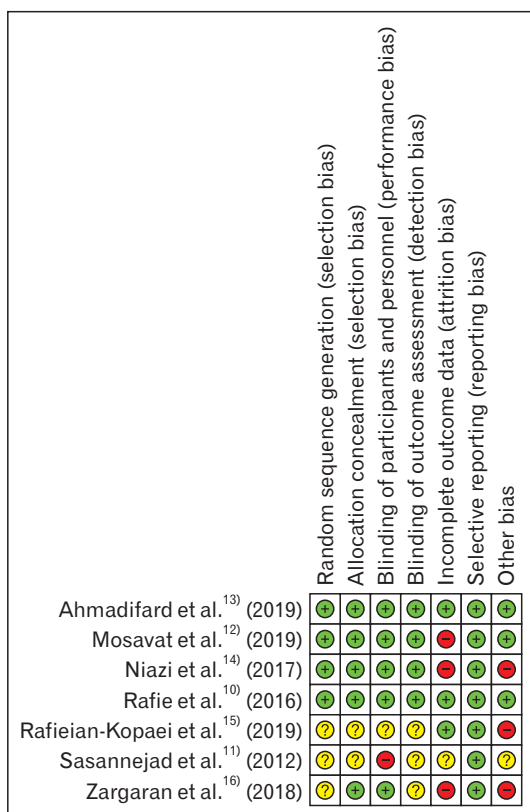 Random sequence generation (selection bias)
Allocation concealment (selection bias)
Blinding of participants and personnel (performance bias)
Blinding of outcome assessment (detection bias)
Incomplete outcome data (attrition bias)
Selective reporting (reporting bias)
Other bias
Ahmadifard et al.13) (2019) + + + + + + +
Mosavat et al.12) (2019) + + + + − + +
Niazi et al.14) (2017) + + + + − + −
Rafie et al.10) (2016) + + + + + + +
Rafieian-Kopaei et al.15) (2019) ? ? ? ? + + −
Sasannejad et al.11) (2012) ? ? − ? ? + ?
Zargaran et al.16) (2018) ? + + ? − + −